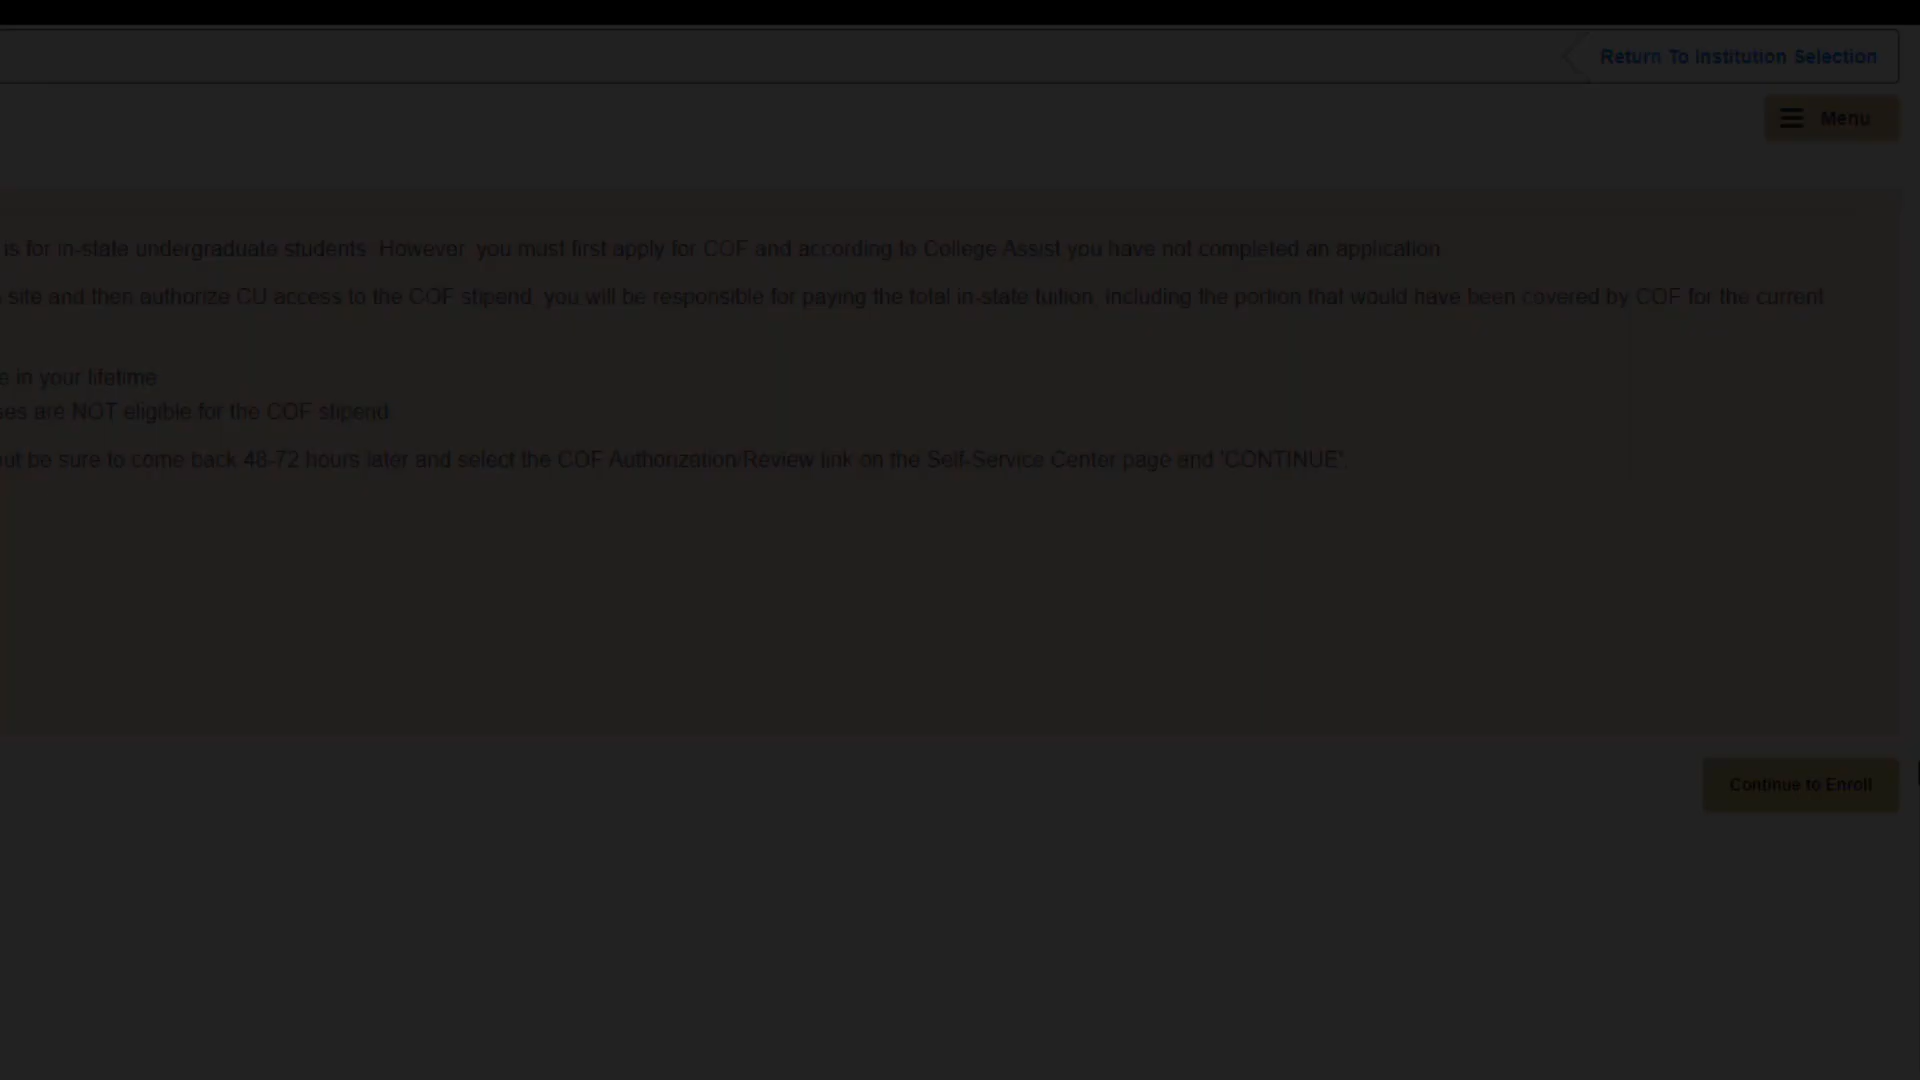 Return To Institution Selection
Menu
is for in-state undergraduate students. However, you must first apply for COF and according to College Assist you have not completed an application.
site and then authorize CU access to the COF stipend, you will be responsible for paying the total in-state tuition, including the portion that would have been covered by COF for the current
e in your lifetime
ses are NOT eligible for the COF stipend.
ut be sure to come back 48-72 hours later and select the COF Authorization/Review link on the Self-Service Center page and 'CONTINUE'.
Continue to Enroll